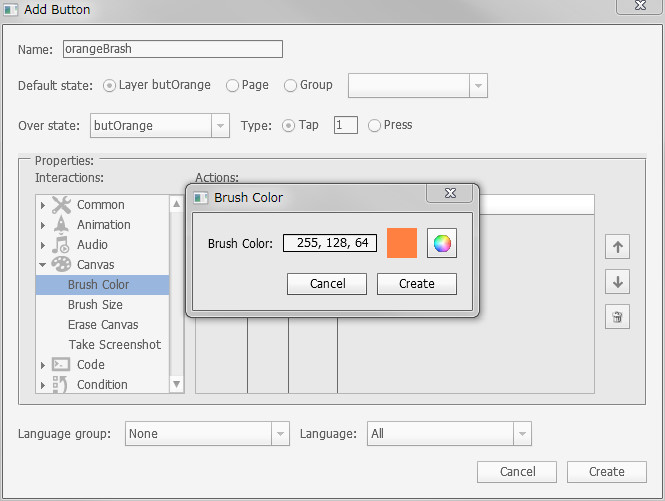 Add Button
Name: orangeBrash
Default state: Layer butOrange Page Group
Over state: butOrange Type: Tap 1 Press
Properties:
Interactions: Actions:
Common
Animation
Audio
Canvas
Brush Color
Brush Size
Erase Canvas
Take Screenshot
Code
Condition
Brush Color
Brush Color: 255, 128, 64
Cancel Create
Language group: None Language: All
Cancel Create